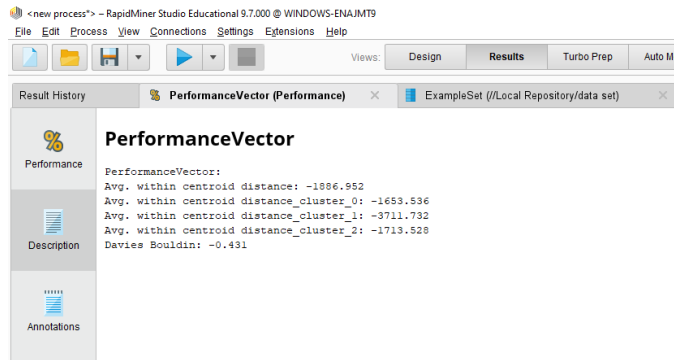 <new process*> – RapidMiner Studio Educational 9.7.000 @ WINDOWS-ENAJMT9
File Edit Process View Connections Settings Extensions Help
Views: Design Results Turbo Prep Auto M
Result History PerformanceVector (Performance) ExampleSet (//Local Repository/data set)
PerformanceVector
Performance
PerformanceVector:
Avg. within centroid distance: -1886.952
Avg. within centroid distance_cluster_0: -1653.536
Avg. within centroid distance_cluster_1: -3711.732
Avg. within centroid distance_cluster_2: -1713.528
Davies Bouldin: -0.431
Description
Annotations